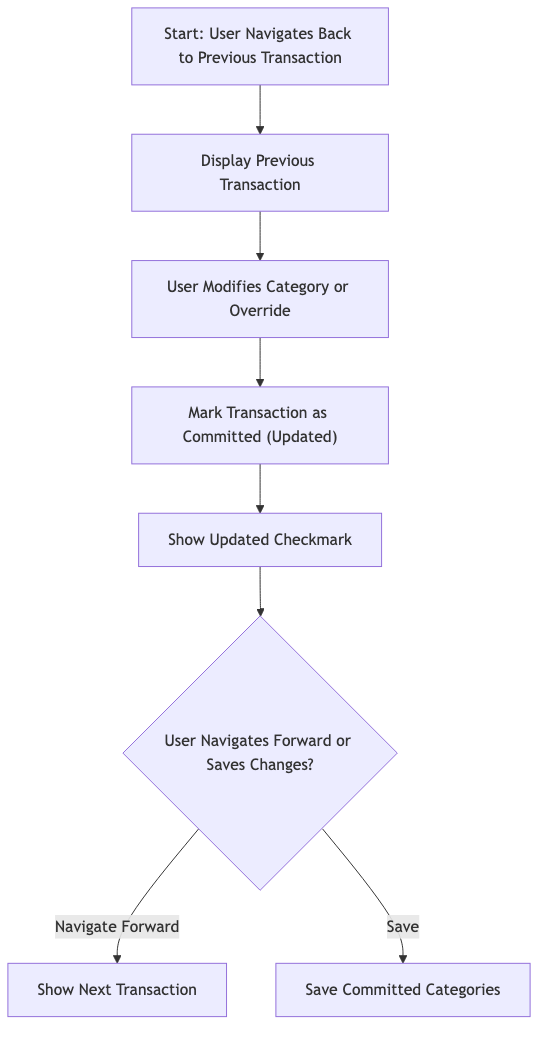 Start: User Navigates Back
to Previous Transaction
Display Previous
Transaction
User Modifies Category or
Override
Mark Transaction as
Committed (Updated)
Show Updated Checkmark
User Navigates Forward or
Saves Changes?
Navigate Forward
Save
Show Next Transaction
Save Committed Categories